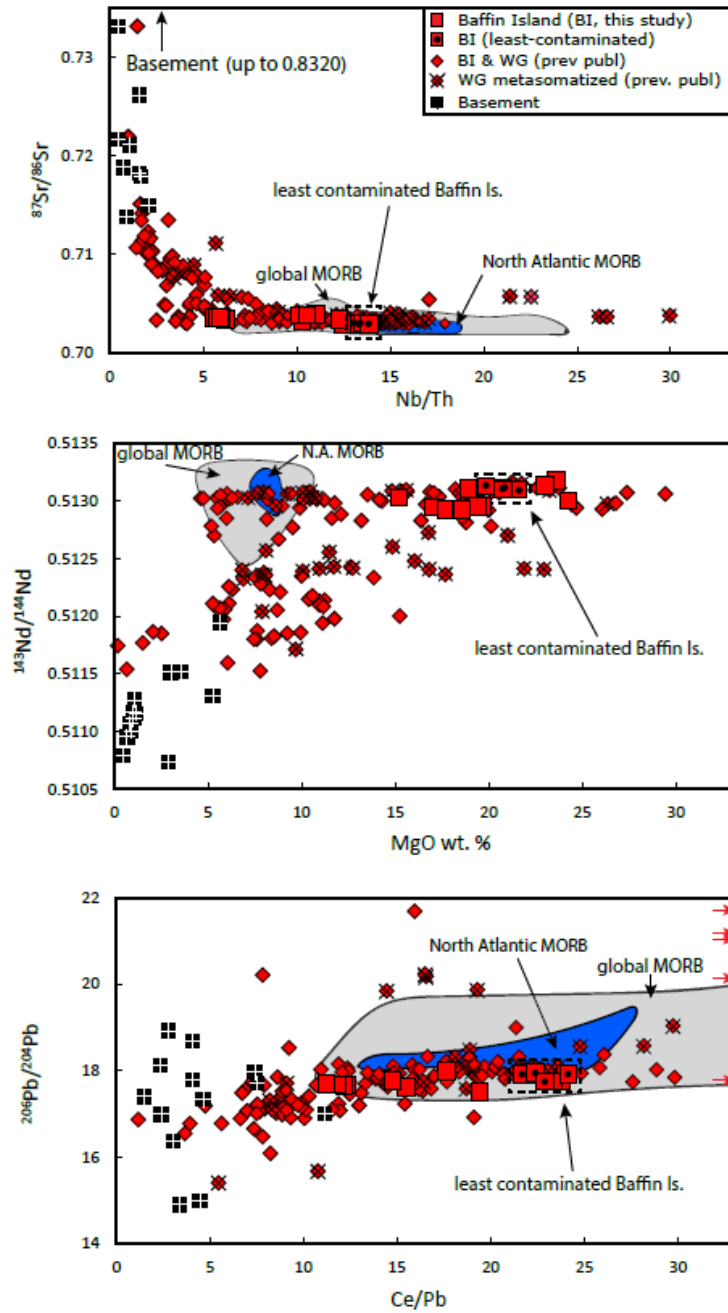 0.73
0.72
0.71
0.70
87Sr/86Sr
Basement (up to 0.8320)
Baffin Island (BI, this study)
BI (least-contaminated)
BI & WG (prev publ)
WG metasomatized (prev. publ)
Basement
least contaminated Baffin Is.
global MORB
North Atlantic MORB
0 5 10 15 20 25 30
Nb/Th
0.5135
0.5130
0.5125
0.5120
0.5115
0.5110
0.5105
143Nd/144Nd
global MORB
N.A. MORB
least contaminated Baffin Is.
0 5 10 15 20 25 30
MgO wt. %
22
20
18
16
14
206Pb/204Pb
North Atlantic MORB
global MORB
least contaminated Baffin Is.
0 5 10 15 20 25 30
Ce/Pb